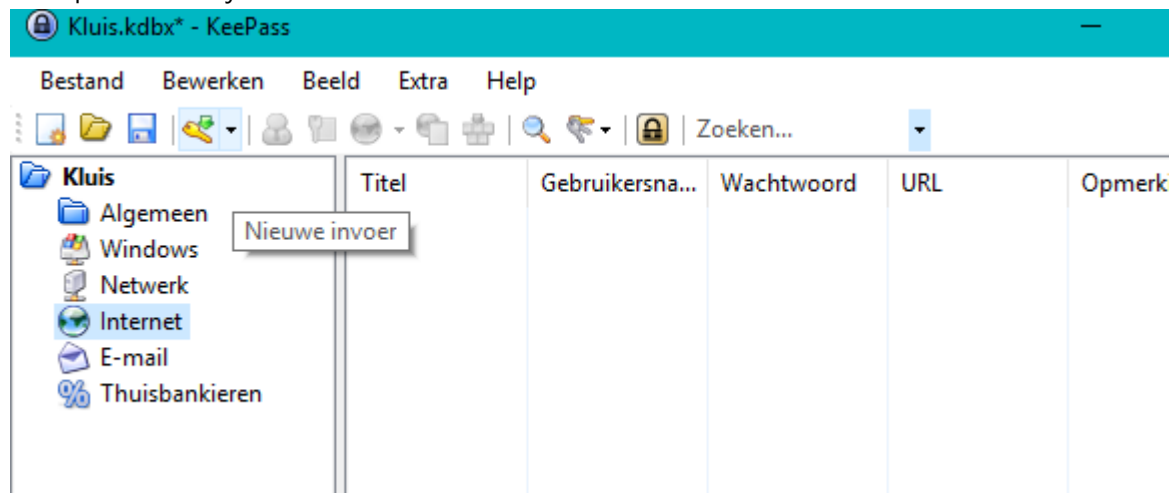 Kluis.kdbx* - KeePass
Bestand Bewerken Beeld Extra Help
Zoeken...
Kluis
Titel Gebruikersna... Wachtwoord URL Opmerk
Algemeen
Nieuwe invoer
Windows
Netwerk
Internet
E-mail
Thuisbankieren